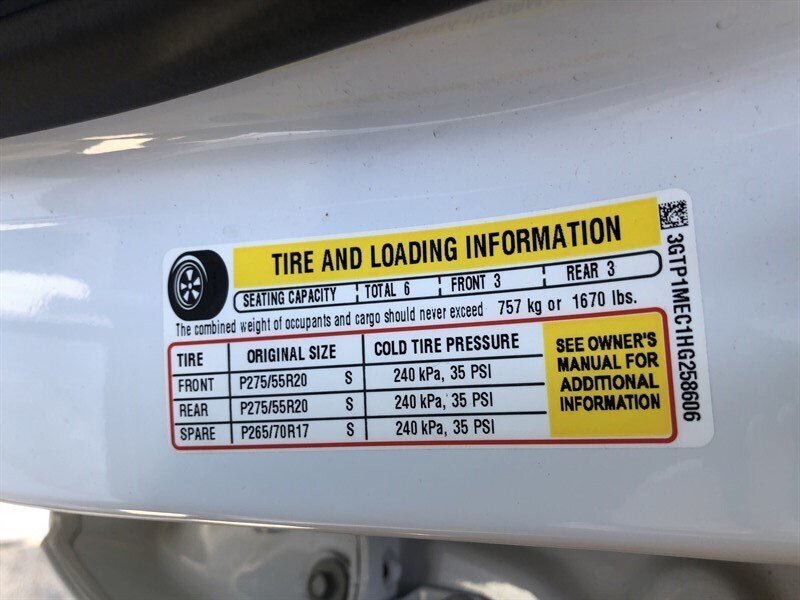 TIRE AND LOADING INFORMATION
SEATING CAPACITY TOTAL 6 FRONT 3 REAR 3
The combined weight of occupants and cargo should never exceed 757 kg or 1670 lbs.
TIRE ORIGINAL SIZE COLD TIRE PRESSURE
FRONT P275/55R20 S 240 kPa, 35 PSI
REAR P275/55R20 S 240 kPa, 35 PSI
SPARE P265/70R17 S 240 kPa, 35 PSI
SEE OWNER'S
MANUAL FOR
ADDITIONAL
INFORMATION
3GTP1MEC1HG258606